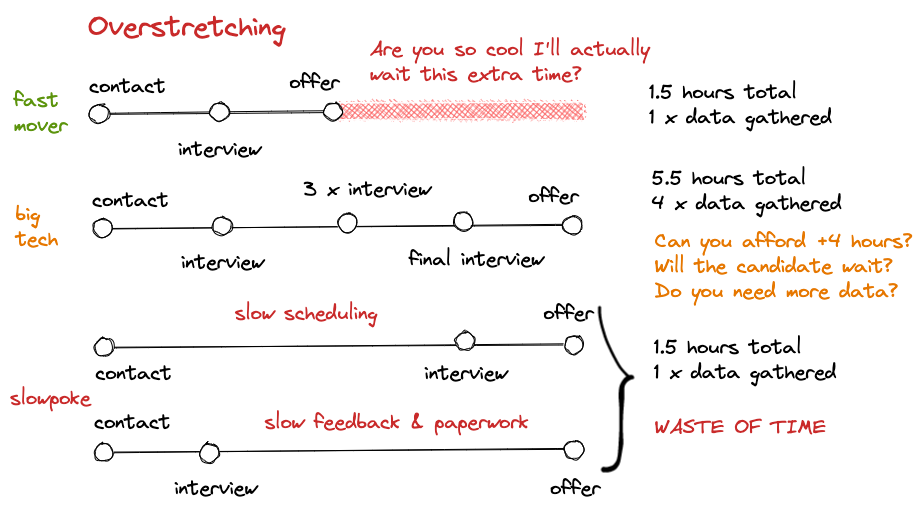 Overstretching
Are you so cool I'll actually
wait this extra time?
fast
mover
contact
interview
offer
1.5 hours total
1 x data gathered
big
tech
contact
interview
3 x interview
final interview
offer
5.5 hours total
4 x data gathered
Can you afford +4 hours?
Will the candidate wait?
Do you need more data?
slowpoke
contact
slow scheduling
interview
offer
contact
interview
slow feedback & paperwork
offer
1.5 hours total
1 x data gathered
WASTE OF TIME